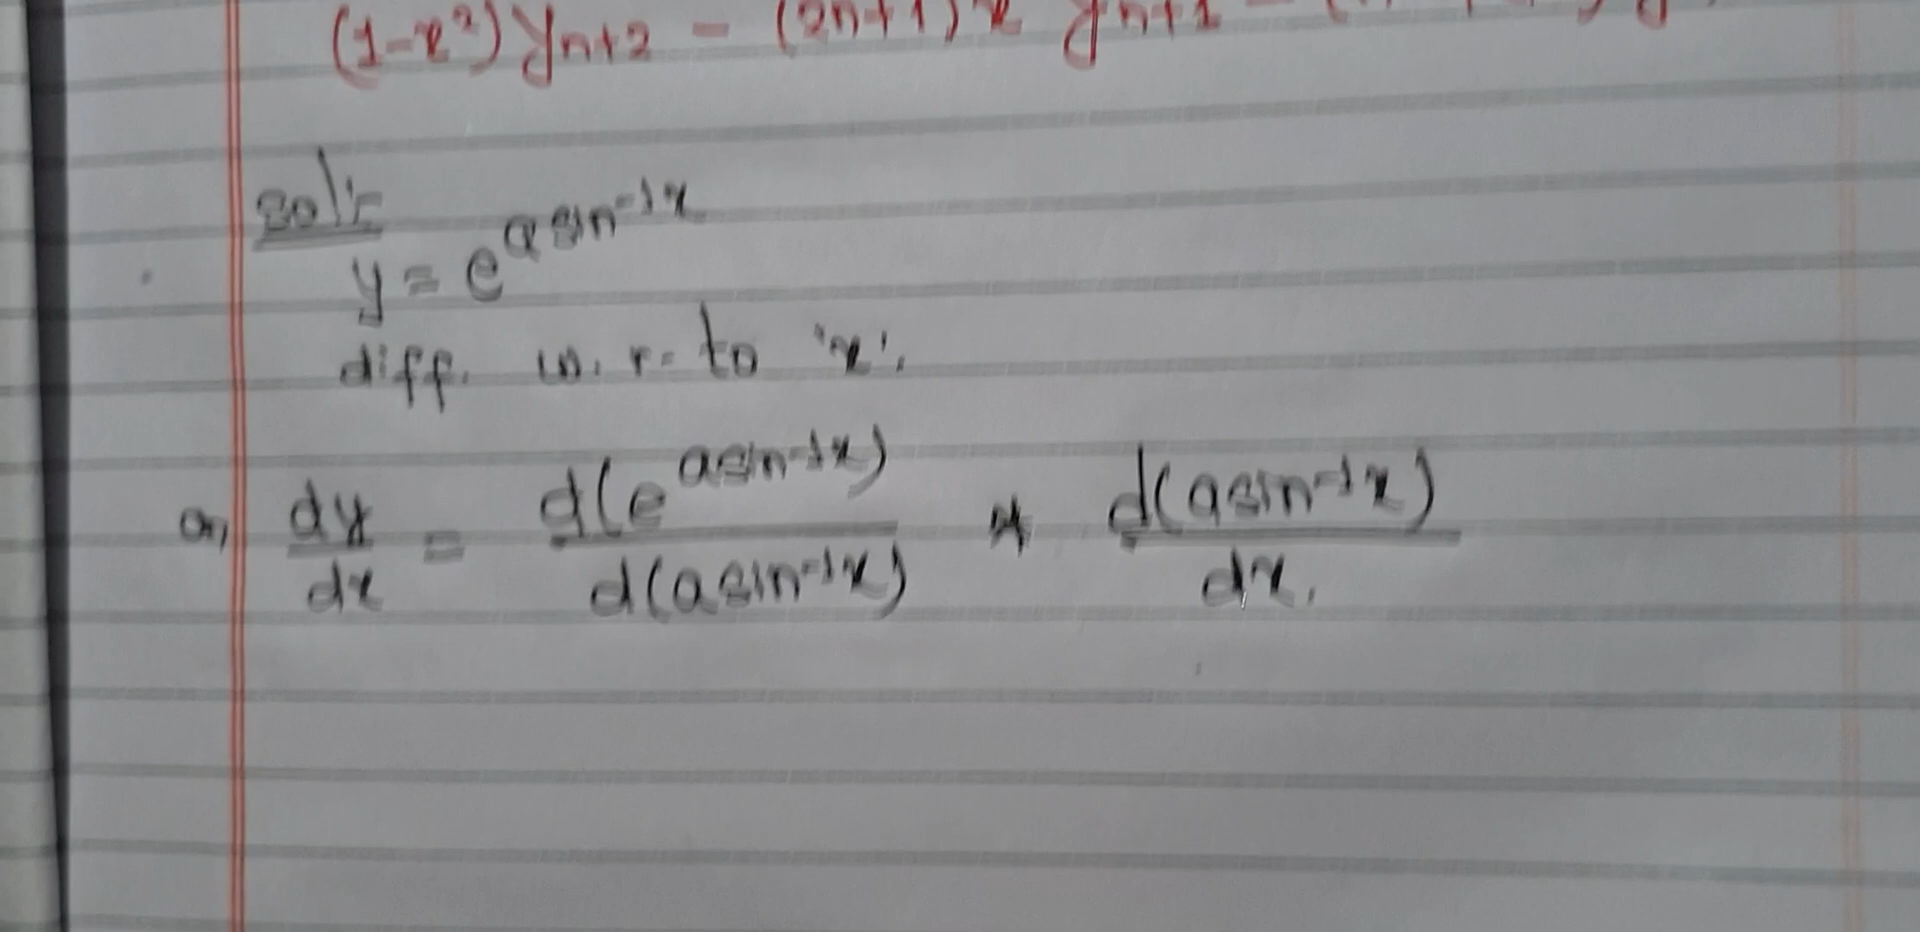 (1-x²) yn+2 - (2n+1) x yn+1 -
Sol:-
y = e^(a sin⁻¹x)
diff. w. r. to 'x'.
or, dy/dx = d(e^(a sin⁻¹x))/d(a sin⁻¹x) * d(a sin⁻¹x)/dx.